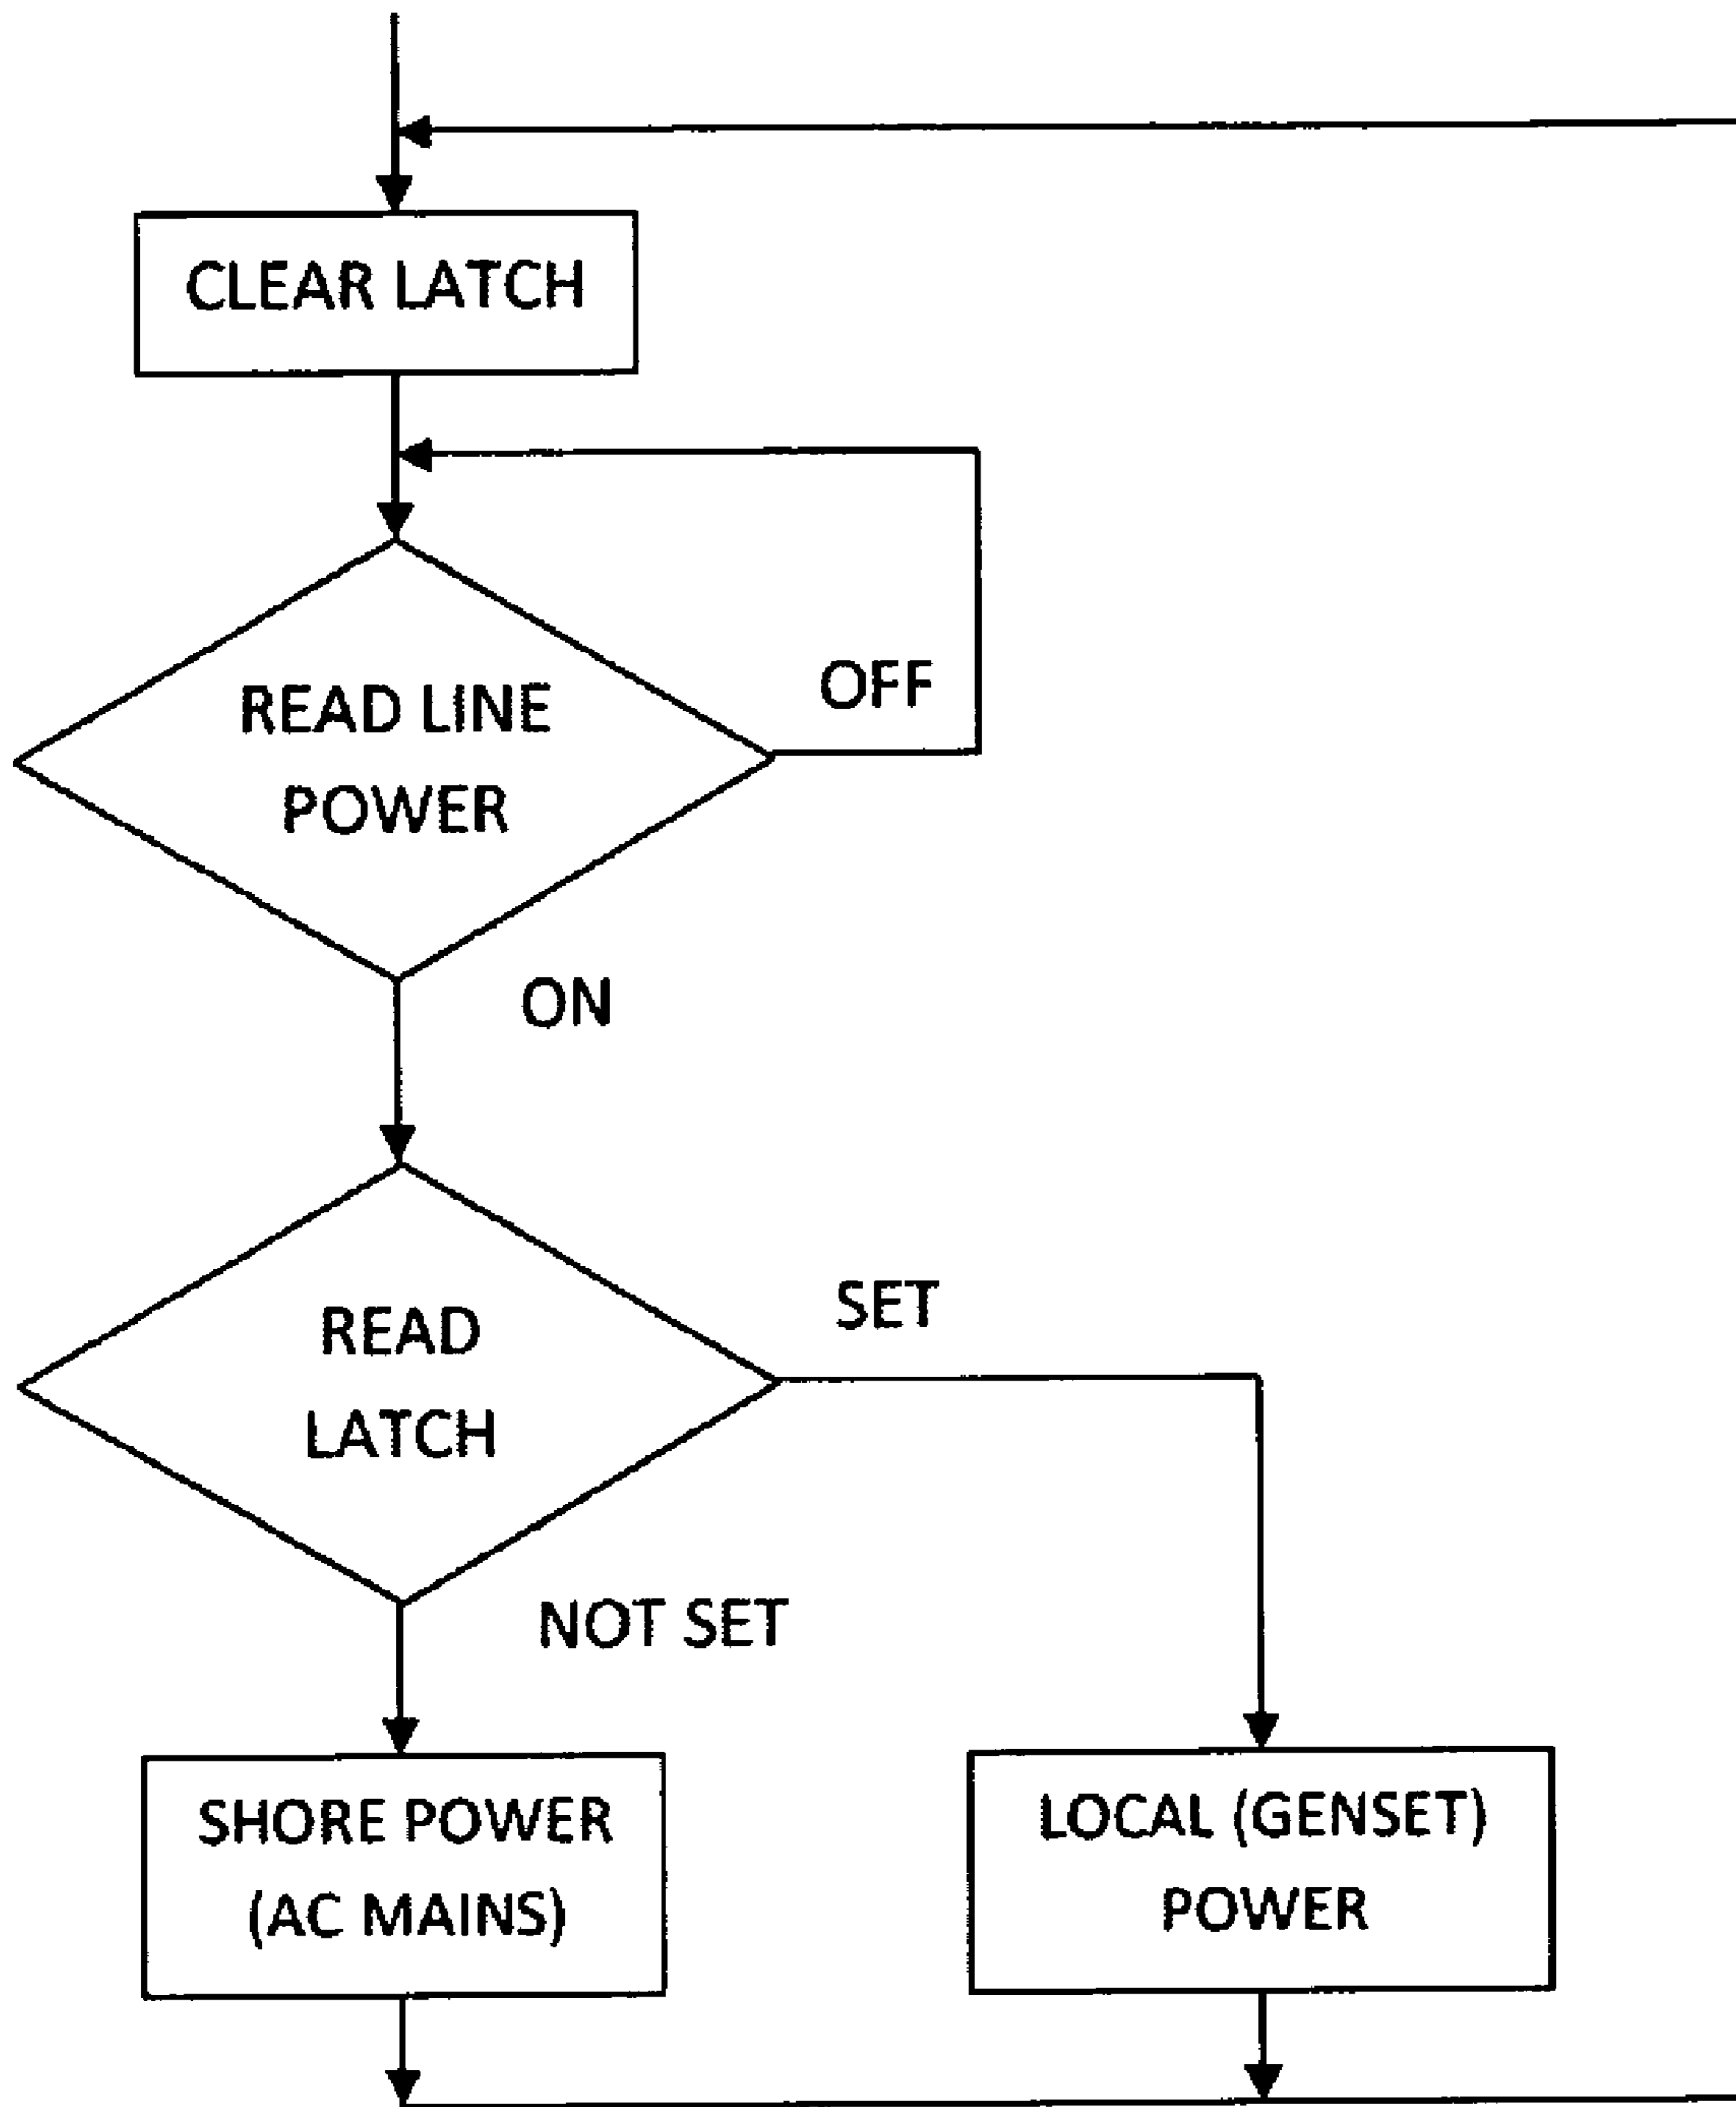 CLEAR LATCH
READ LINE
POWER
OFF
ON
READ
LATCH
SET
NOT SET
SHORE POWER
(AC MAINS)
LOCAL (GENSET)
POWER